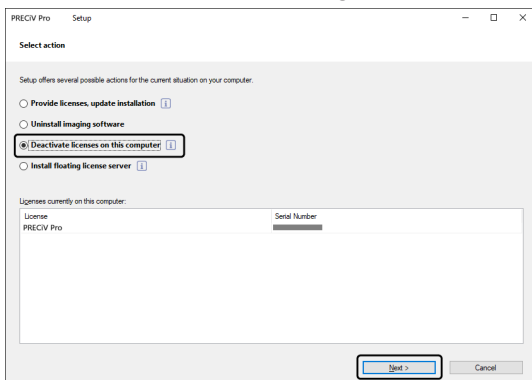 PRECiV Pro Setup
Select action
Setup offers several possible actions for the current situation on your computer.
Provide licenses, update installation i
Uninstall imaging software
Deactivate licenses on this computer i
Install floating license server i
Licenses currently on this computer:
License Serial Number
PRECiV Pro
Next > Cancel